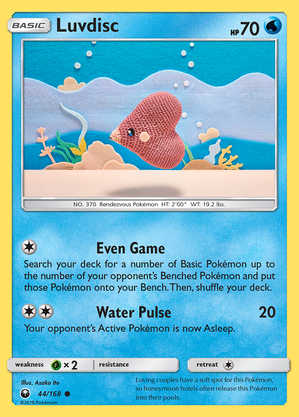 BASIC Luvdisc HP 70
NO. 370 Rendezvous Pokémon HT: 2'00" WT: 19.2 lbs.
Even Game
Search your deck for a number of Basic Pokémon up to
the number of your opponent's Benched Pokémon and put
those Pokémon onto your Bench. Then, shuffle your deck.
Water Pulse 20
Your opponent's Active Pokémon is now Asleep.
weakness × 2 resistance retreat
Illus. Asako Ito
44/168
©2018 Pokémon
Loving couples have a soft spot for this Pokémon,
so honeymoon hotels often release this Pokémon
into their pools.